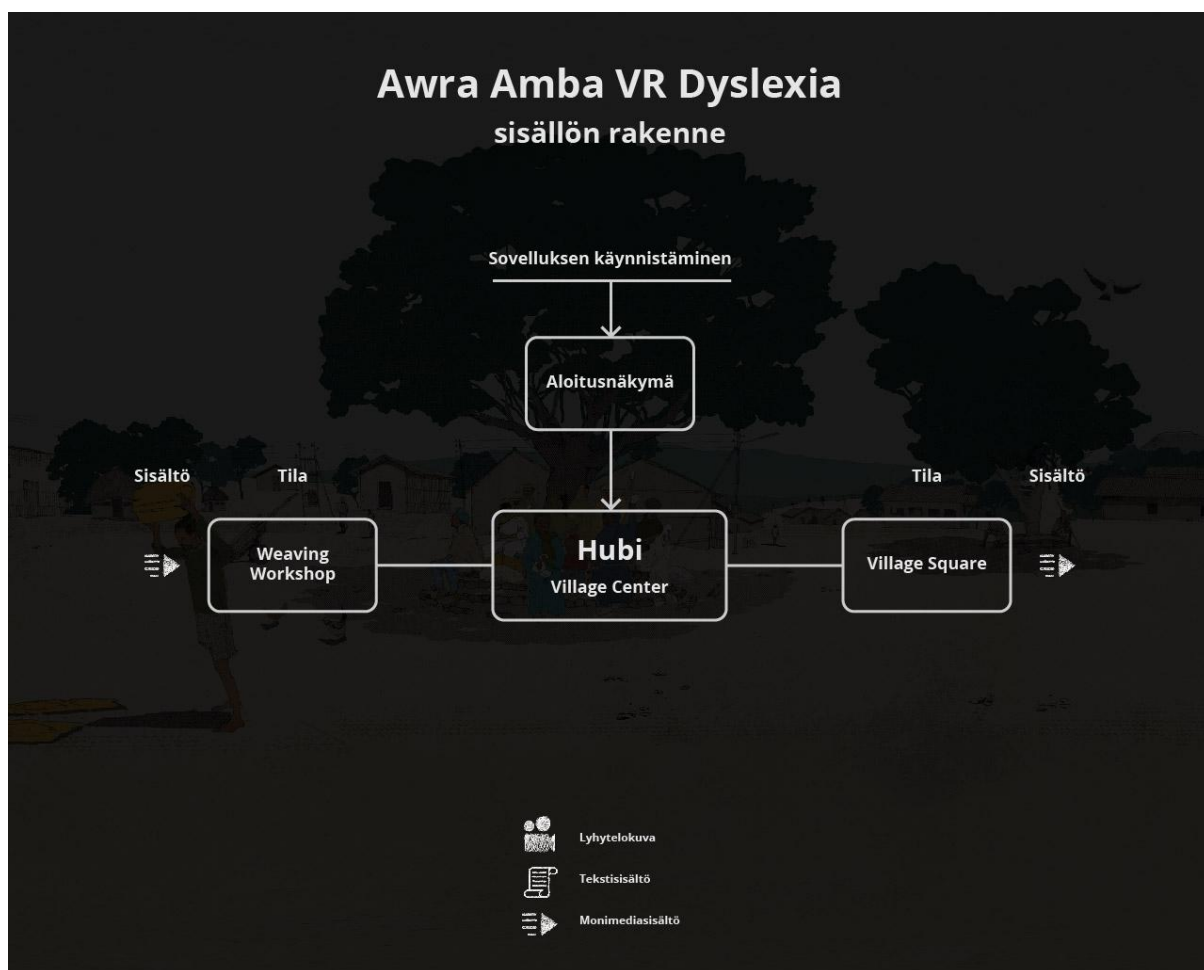 Awra Amba VR Dyslexia
sisällön rakenne
Sovelluksen käynnistäminen
Aloitusnäkymä
Sisältö
Tila
Tila
Sisältö
Weaving
Workshop
Hubi
Village Center
Village Square
Lyhytelokuva
Tekstisisältö
Monimediasisältö